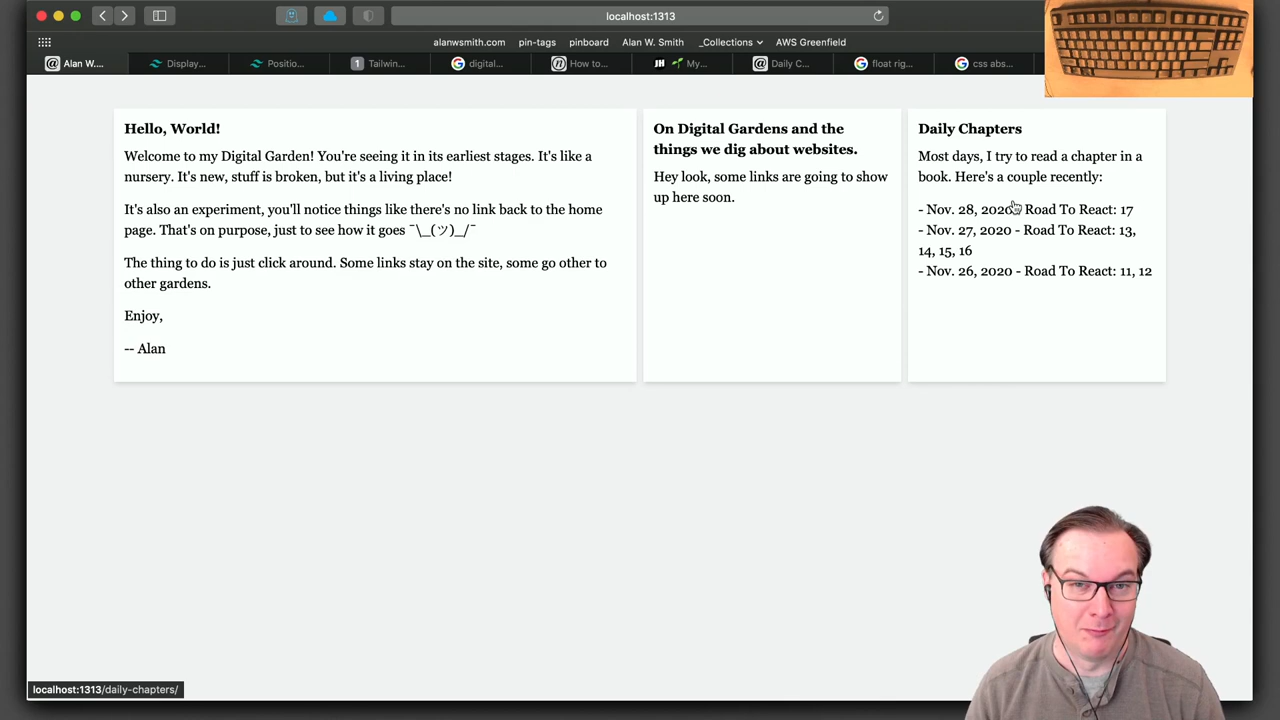 localhost:1313
alanwsmith.com pin-tags pinboard Alan W. Smith _Collections AWS Greenfield
Alan W.... Display... Positio... Tailwin... digital... How to... My... Daily C... float rig... css abs...
Hello, World!
Welcome to my Digital Garden! You're seeing it in its earliest stages. It's like a
nursery. It's new, stuff is broken, but it's a living place!
It's also an experiment, you'll notice things like there's no link back to the home
page. That's on purpose, just to see how it goes ¯\_(ツ)_/¯
The thing to do is just click around. Some links stay on the site, some go other to
other gardens.
Enjoy,
-- Alan
On Digital Gardens and the
things we dig about websites.
Hey look, some links are going to show
up here soon.
Daily Chapters
Most days, I try to read a chapter in a
book. Here's a couple recently:
- Nov. 28, 2020 - Road To React: 17
- Nov. 27, 2020 - Road To React: 13,
14, 15, 16
- Nov. 26, 2020 - Road To React: 11, 12
localhost:1313/daily-chapters/